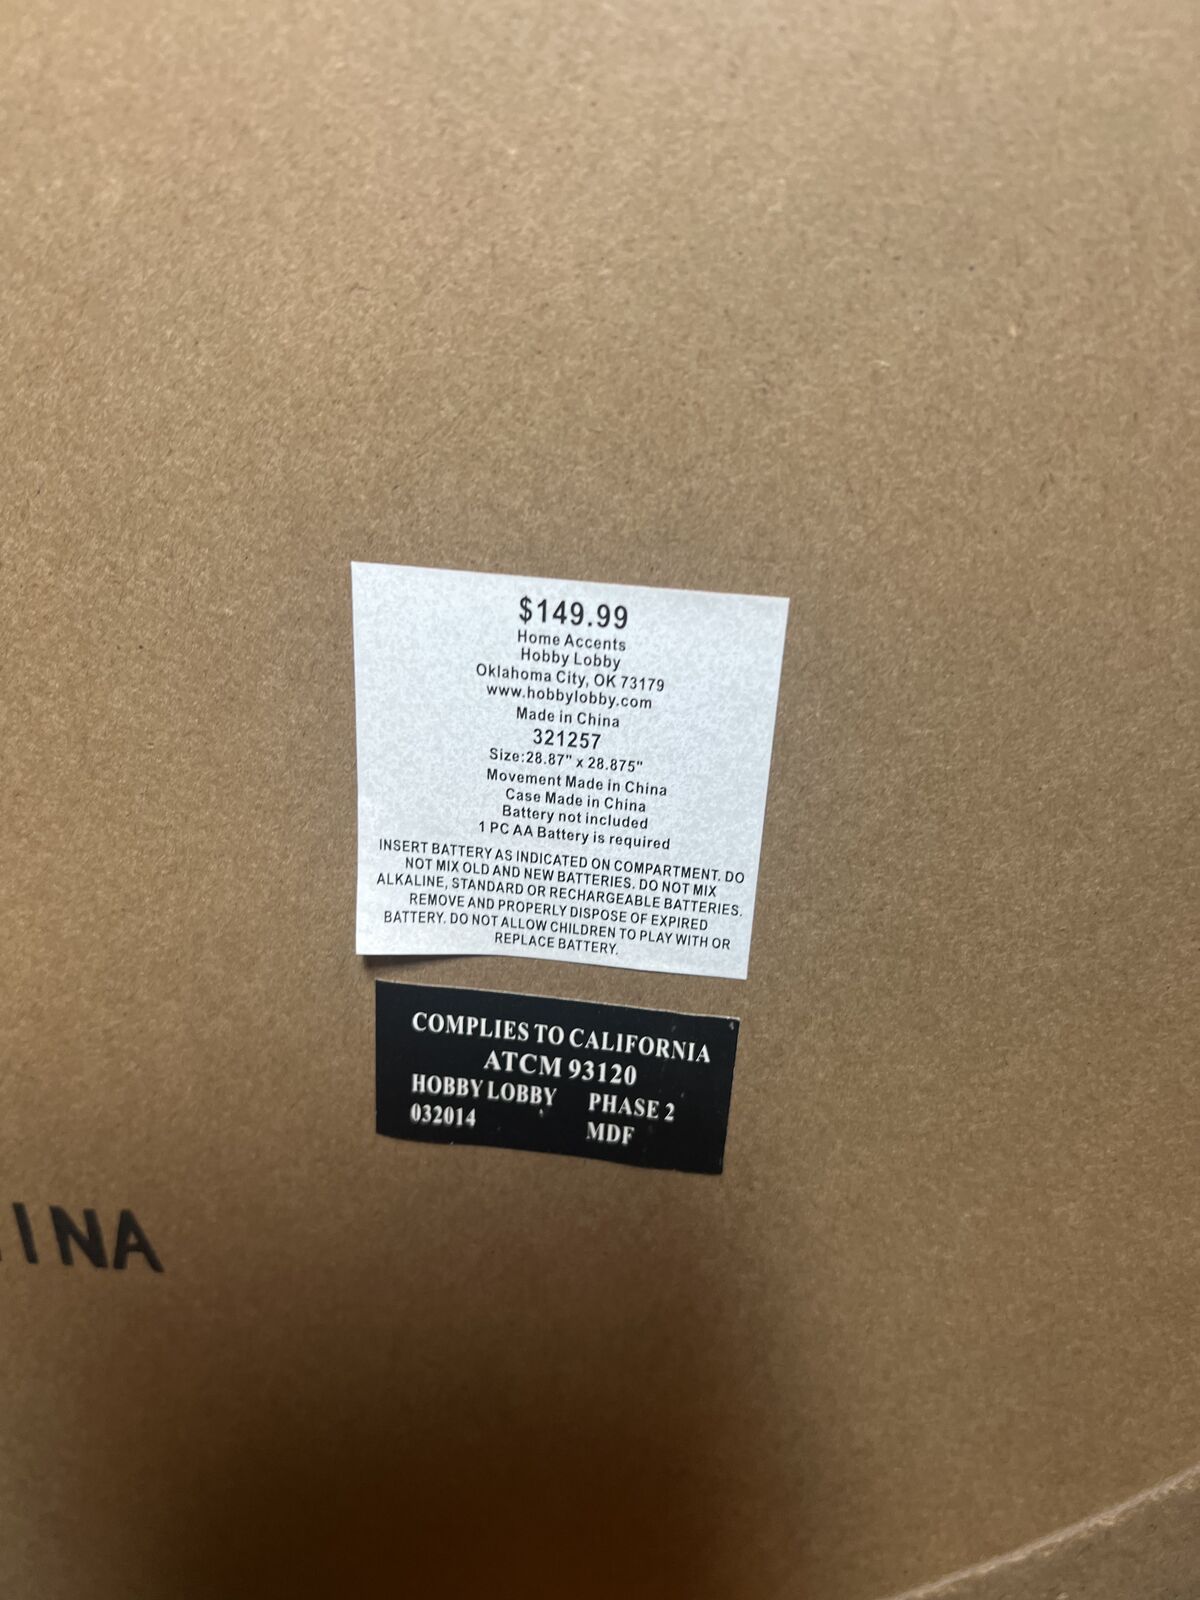 $149.99
Home Accents
Hobby Lobby
Oklahoma City, OK 73179
www.hobbylobby.com
Made in China
321257
Size:28.87" x 28.875"
Movement Made in China
Case Made in China
Battery not included
1 PC AA Battery is required
INSERT BATTERY AS INDICATED ON COMPARTMENT. DO
NOT MIX OLD AND NEW BATTERIES. DO NOT MIX
ALKALINE, STANDARD OR RECHARGEABLE BATTERIES.
REMOVE AND PROPERLY DISPOSE OF EXPIRED
BATTERY. DO NOT ALLOW CHILDREN TO PLAY WITH OR
REPLACE BATTERY.
COMPLIES TO CALIFORNIA
ATCM 93120
HOBBY LOBBY PHASE 2
032014 MDF
INA